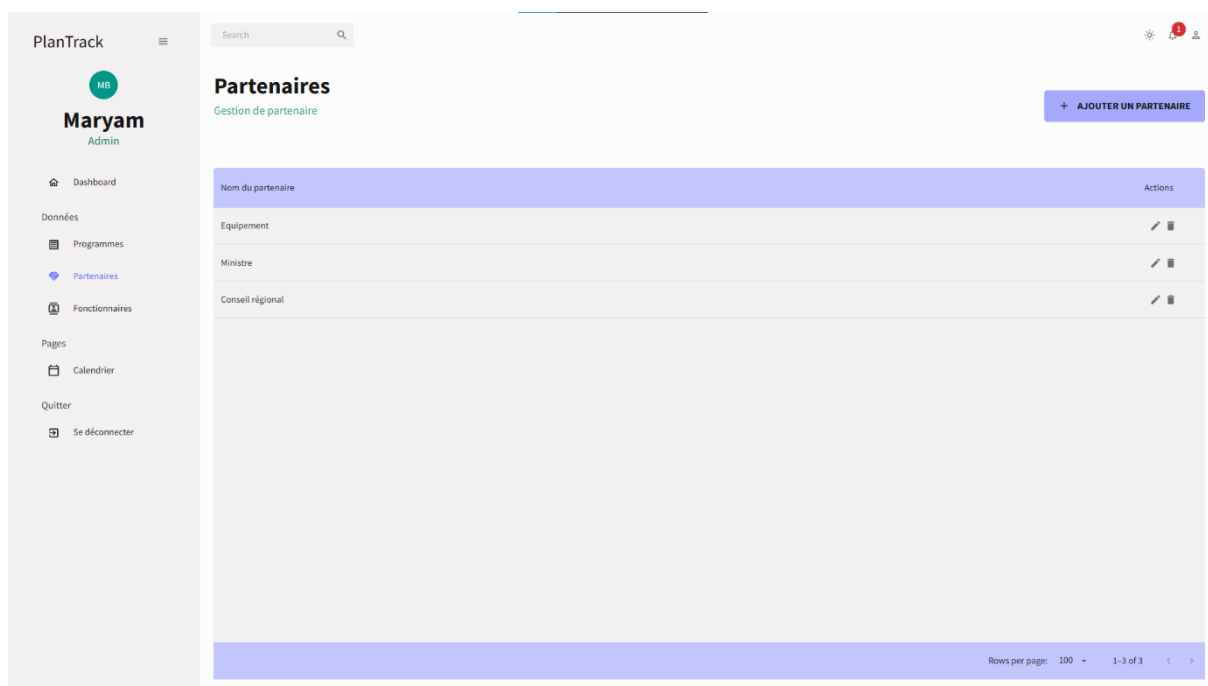 PlanTrack
MB
Maryam
Admin
Dashboard
Données
Programmes
Partenaires
Fonctionnaires
Pages
Calendrier
Quitter
Se déconnecter
Search
1
Partenaires
Gestion de partenaire
+ AJOUTER UN PARTENAIRE
Nom du partenaire Actions
Equipement
Ministre
Conseil régional
Rows per page: 100 1-3 of 3